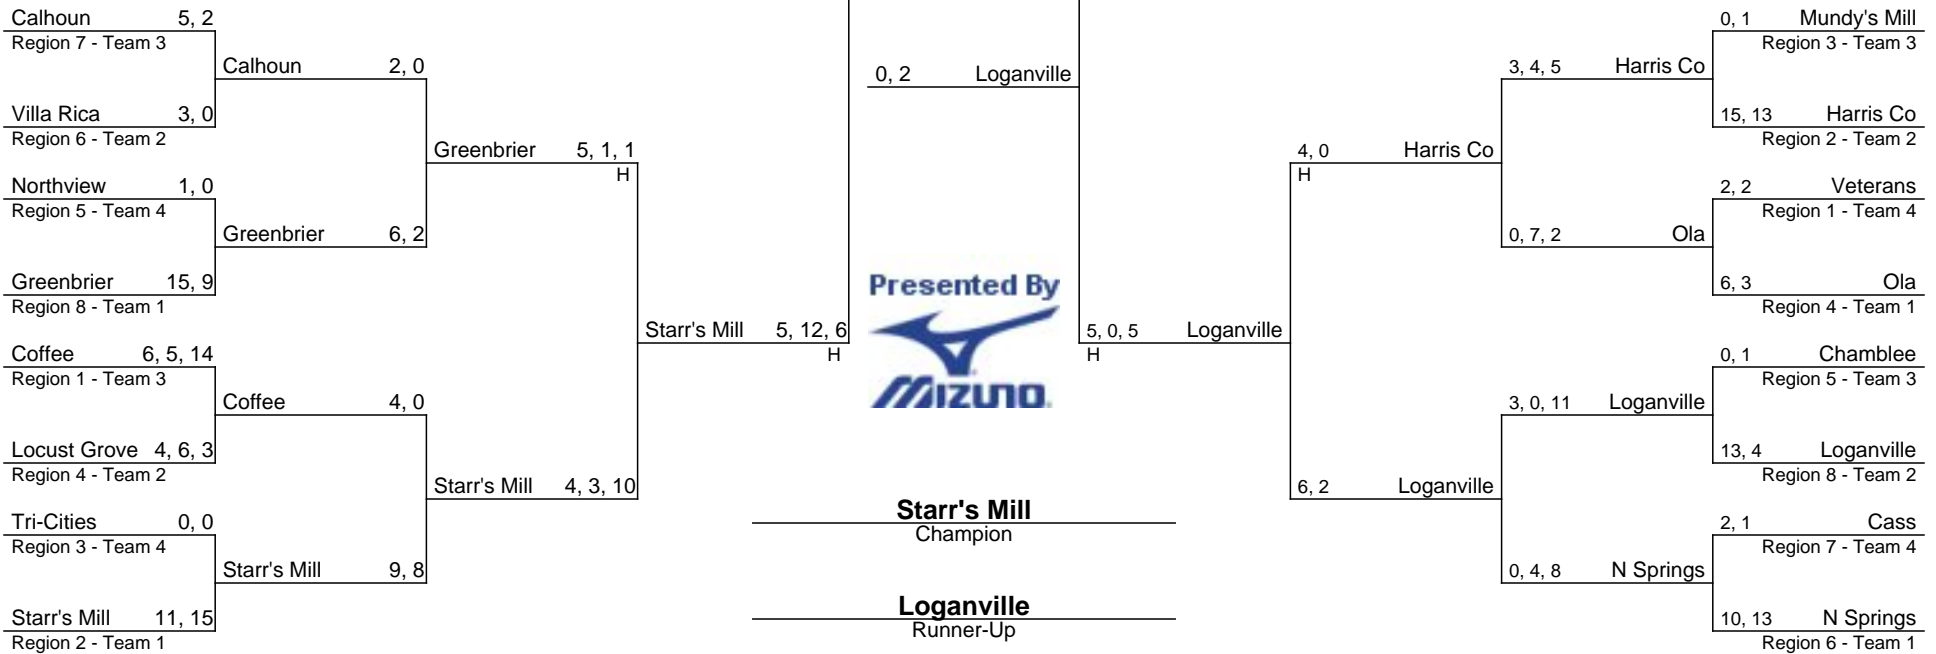 Calhoun 5, 2
Region 7 - Team 3
Calhoun 2, 0
Villa Rica 3, 0
Region 6 - Team 2
Greenbrier 5, 1, 1
H
Northview 1, 0
Region 5 - Team 4
Greenbrier 6, 2
Greenbrier 15, 9
Region 8 - Team 1
Starr's Mill 5, 12, 6
H
Coffee 6, 5, 14
Region 1 - Team 3
Coffee 4, 0
Locust Grove 4, 6, 3
Region 4 - Team 2
Starr's Mill 4, 3, 10
Tri-Cities 0, 0
Region 3 - Team 4
Starr's Mill 9, 8
Starr's Mill 11, 15
Region 2 - Team 1
0, 2 Loganville
Presented By
MIZUNO
Starr's Mill
Champion
Loganville
Runner-Up
5, 0, 5 Loganville
H
4, 0 Harris Co
H
6, 2 Loganville
3, 4, 5 Harris Co
0, 7, 2 Ola
3, 0, 11 Loganville
0, 4, 8 N Springs
0, 1 Mundy's Mill
Region 3 - Team 3
15, 13 Harris Co
Region 2 - Team 2
2, 2 Veterans
Region 1 - Team 4
6, 3 Ola
Region 4 - Team 1
0, 1 Chamblee
Region 5 - Team 3
13, 4 Loganville
Region 8 - Team 2
2, 1 Cass
Region 7 - Team 4
10, 13 N Springs
Region 6 - Team 1